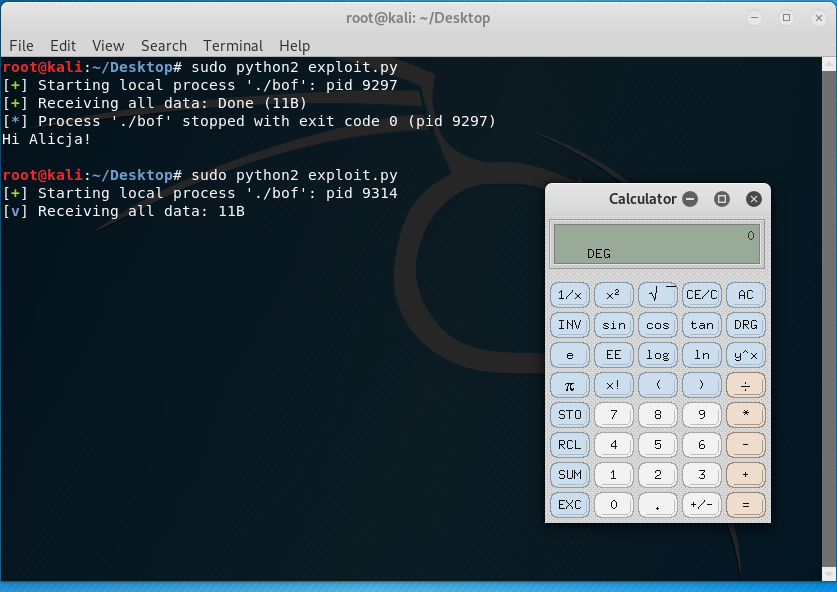 root@kali: ~/Desktop
File Edit View Search Terminal Help
root@kali:~/Desktop# sudo python2 exploit.py
[+] Starting local process './bof': pid 9297
[+] Receiving all data: Done (11B)
[*] Process './bof' stopped with exit code 0 (pid 9297)
Hi Alicja!
root@kali:~/Desktop# sudo python2 exploit.py
[+] Starting local process './bof': pid 9314
[v] Receiving all data: 11B
Calculator
0
DEG
1/x x² √ CE/C AC
INV sin cos tan DRG
e EE log ln y^x
π x! ( ) ÷
STO 7 8 9 *
RCL 4 5 6 -
SUM 1 2 3 +
EXC 0 . +/- =